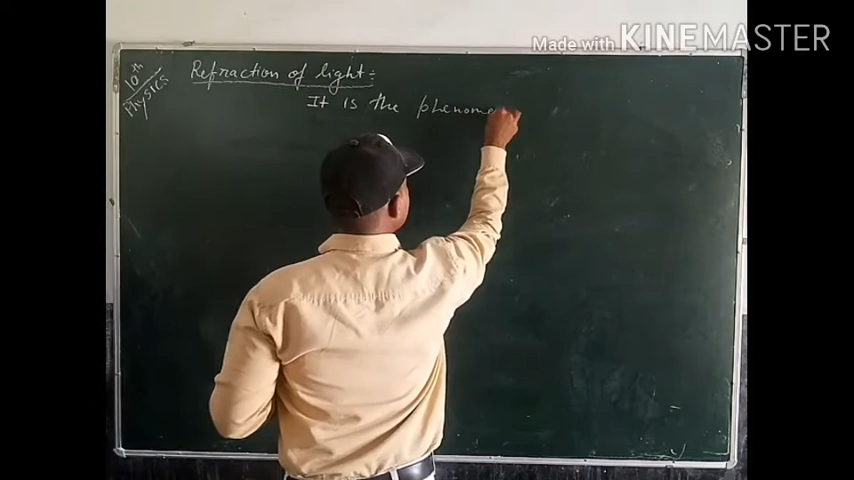 Made with KINEMASTER
10th
Physics
Refraction of light :-
It is the phenome